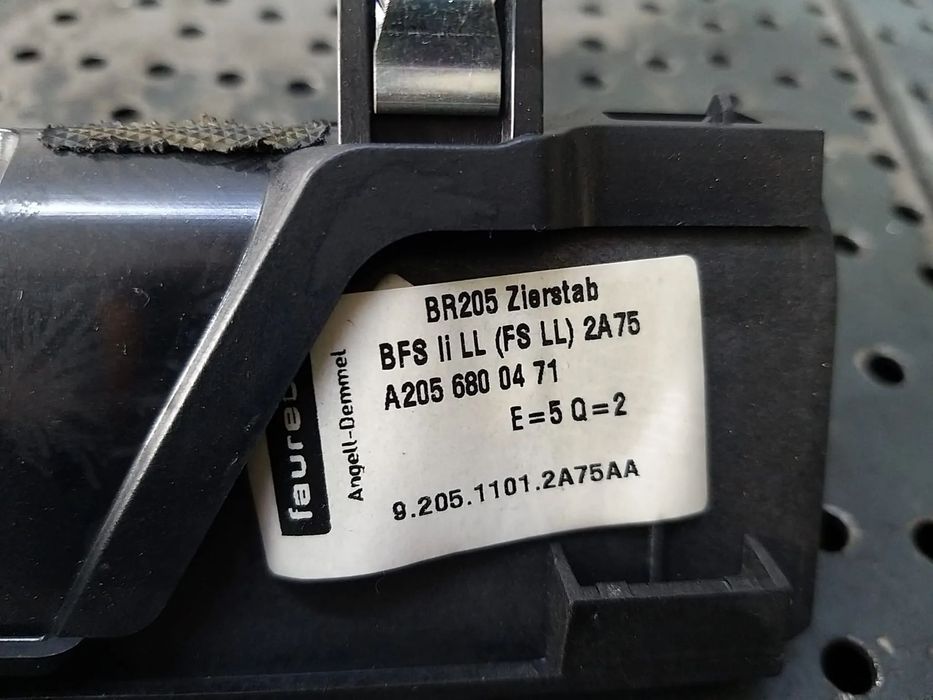 BR205 Zierstab
BFS li LL (FS LL) 2A75
A205 680 04 71
E=5 Q=2
9.205.1101.2A75AA
Angell-Demmel